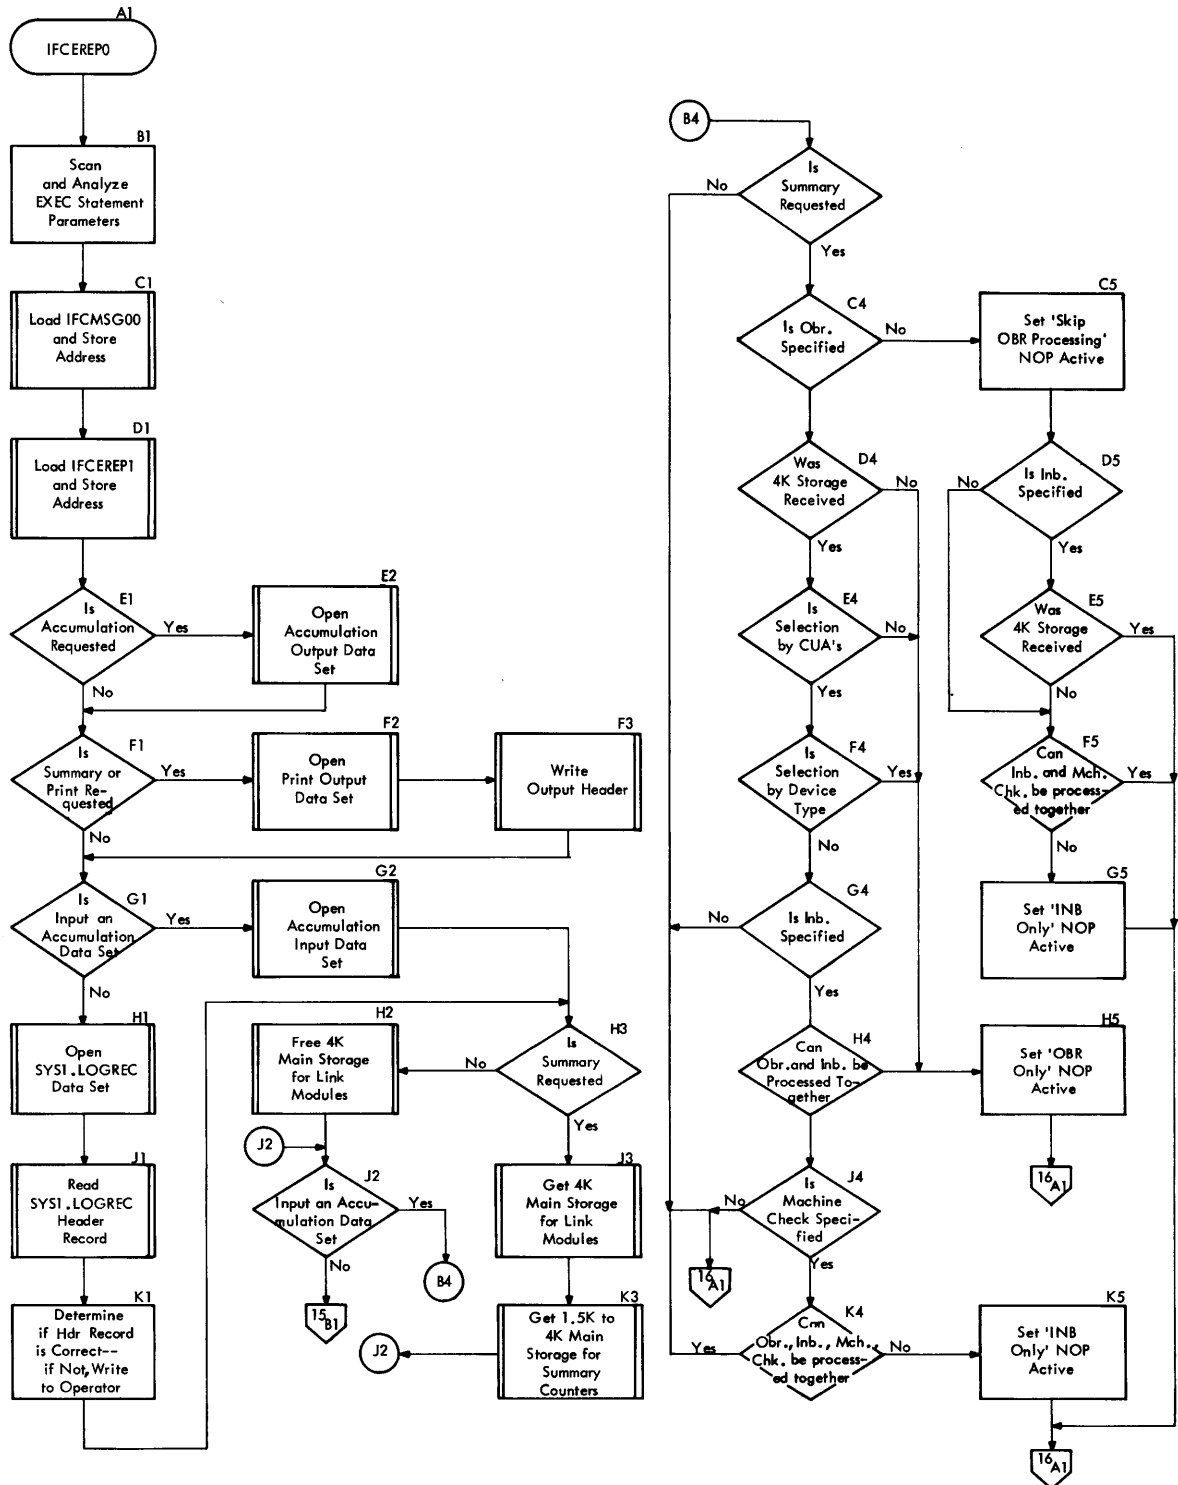 A1
IFCEREP0
B1
Scan
and Analyze
EXEC Statement
Parameters
C1
Load IFCMSG00
and Store
Address
D1
Load IFCEREP1
and Store
Address
E1
Is
Accumulation
Requested
Yes
No
E2
Open
Accumulation
Output Data
Set
F1
Is
Summary or
Print Re-
quested
Yes
No
F2
Open
Print Output
Data Set
F3
Write
Output Header
G1
Is
Input an
Accumulation
Data Set
Yes
No
G2
Open
Accumulation
Input Data
Set
H1
Open
SYS1.LOGREC
Data Set
H2
Free 4K
Main Storage
for Link
Modules
H3
Is
Summary
Requested
No
Yes
J1
Read
SYS1.LOGREC
Header
Record
J2
J2
Is
Input an Accu-
mulation Data
Set
Yes
No
B4
15
B1
J3
Get 4K
Main Storage
for Link
Modules
K1
Determine
if Hdr Record
is Correct--
if Not, Write
to Operator
K3
Get 1.5K to
4K Main
Storage for
Summary
Counters
J2
B4
Is
Summary
Requested
No
Yes
C4
Is Obr.
Specified
No
C5
Set 'Skip
OBR Processing'
NOP Active
D4
Was
4K Storage
Received
No
Yes
D5
Is Inb.
Specified
No
Yes
E4
Is
Selection
by CUA's
No
Yes
E5
Was
4K Storage
Received
Yes
No
F4
Is
Selection
by Device
Type
Yes
No
F5
Can
Inb. and Mch.
Chk. be process-
ed together
Yes
No
G4
Is Inb.
Specified
No
Yes
G5
Set 'INB
Only' NOP
Active
H4
Can
Obr. and Inb. be
Processed To-
gether
H5
Set 'OBR
Only' NOP
Active
16
A1
J4
Is
Machine
Check Speci-
fied
No
Yes
16
A1
K4
Can
Obr., Inb., Mch.,
Chk. be process-
ed together
Yes
No
K5
Set 'INB
Only' NOP
Active
16
A1